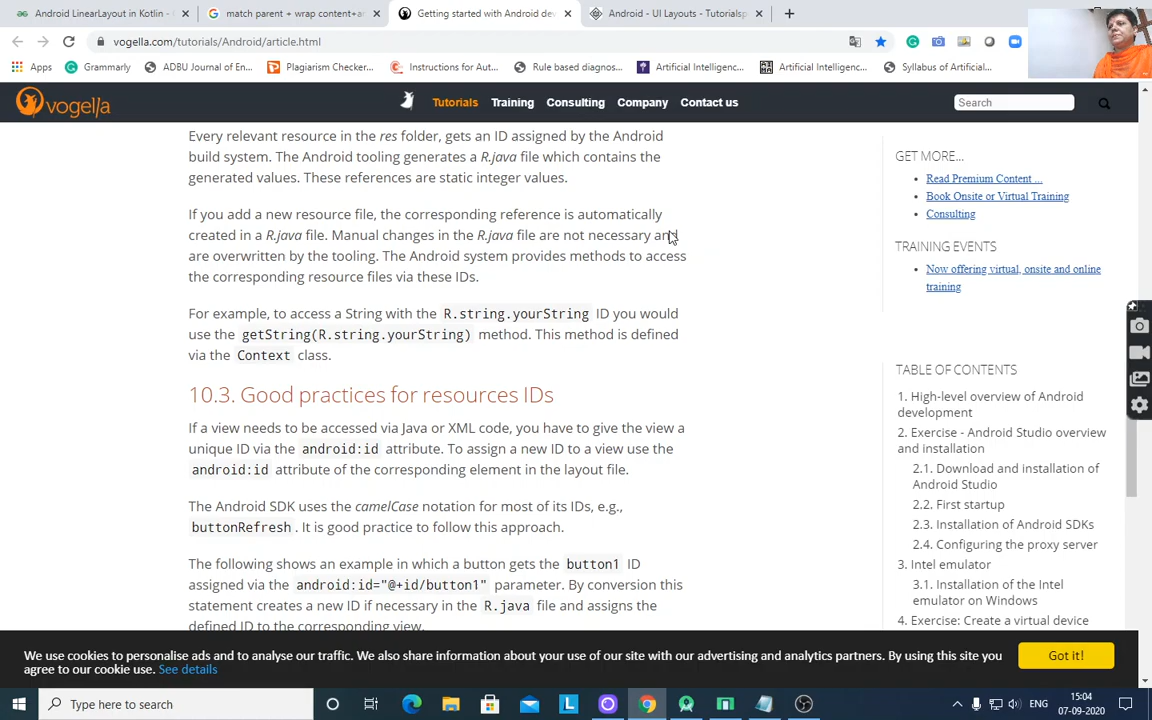 Android LinearLayout in Kotlin -
match parent + wrap content+ar
Getting started with Android dev
Android - UI Layouts - Tutorialsp
vogella.com/tutorials/Android/article.html
Apps
Grammarly
ADBU Journal of En...
Plagiarism Checker...
Instructions for Aut...
Rule based diagnos...
Artificial Intelligenc...
Artificial Intelligenc...
Syllabus of Artificial...
vogella
Tutorials
Training
Consulting
Company
Contact us
Search
Every relevant resource in the res folder, gets an ID assigned by the Android
build system. The Android tooling generates a R.java file which contains the
generated values. These references are static integer values.
If you add a new resource file, the corresponding reference is automatically
created in a R.java file. Manual changes in the R.java file are not necessary and
are overwritten by the tooling. The Android system provides methods to access
the corresponding resource files via these IDs.
For example, to access a String with the R.string.yourString ID you would
use the getString(R.string.yourString) method. This method is defined
via the Context class.
10.3. Good practices for resources IDs
If a view needs to be accessed via Java or XML code, you have to give the view a
unique ID via the android:id attribute. To assign a new ID to a view use the
android:id attribute of the corresponding element in the layout file.
The Android SDK uses the camelCase notation for most of its IDs, e.g.,
buttonRefresh. It is good practice to follow this approach.
The following shows an example in which a button gets the button1 ID
assigned via the android:id="@+id/button1" parameter. By conversion this
statement creates a new ID if necessary in the R.java file and assigns the
defined ID to the corresponding view.
GET MORE...
Read Premium Content ...
Book Onsite or Virtual Training
Consulting
TRAINING EVENTS
Now offering virtual, onsite and online
training
TABLE OF CONTENTS
1. High-level overview of Android
development
2. Exercise - Android Studio overview
and installation
2.1. Download and installation of
Android Studio
2.2. First startup
2.3. Installation of Android SDKs
2.4. Configuring the proxy server
3. Intel emulator
3.1. Installation of the Intel
emulator on Windows
4. Exercise: Create a virtual device
We use cookies to personalise ads and to analyse our traffic. We also share information about your use of our site with our advertising and analytics partners. By using this site you
agree to our cookie use. See details
Got it!
Type here to search
ENG
15:04
07-09-2020